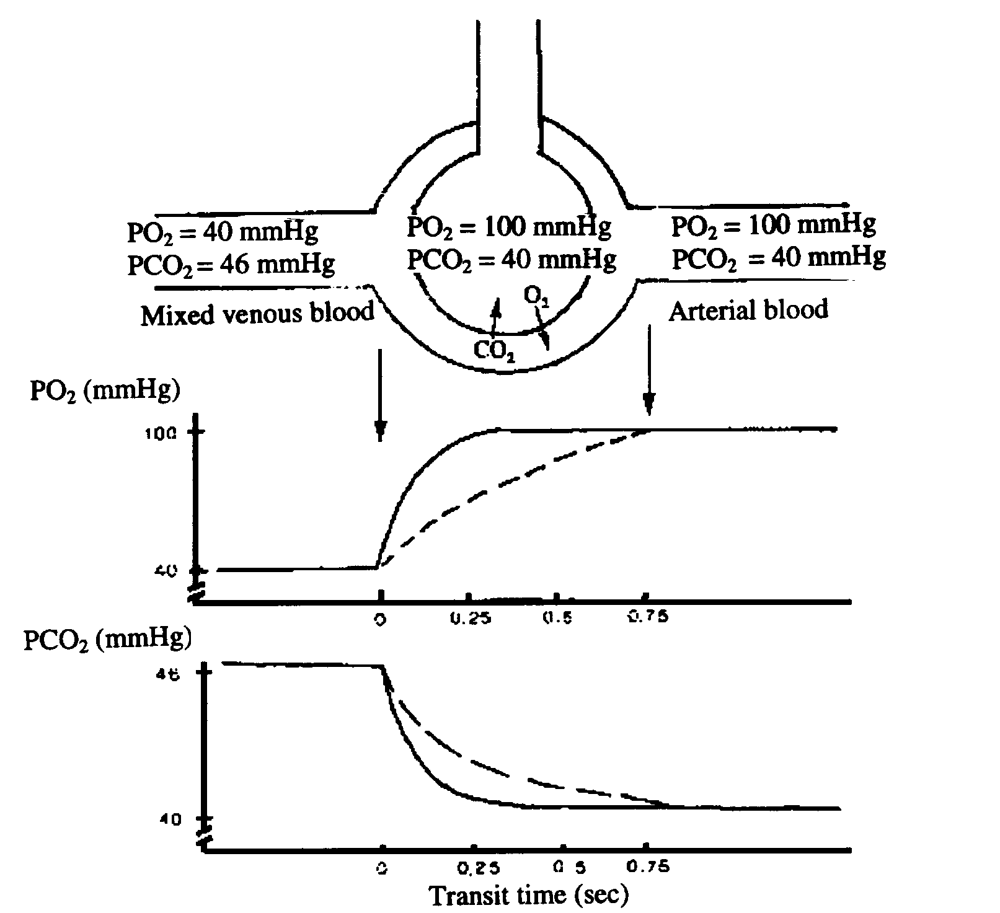 PO₂ = 40 mmHg
PCO₂ = 46 mmHg
PO₂ = 100 mmHg
PCO₂ = 40 mmHg
PO₂ = 100 mmHg
PCO₂ = 40 mmHg
O₂
CO₂
Mixed venous blood
Arterial blood
PO₂ (mmHg)
100
40
0 0.25 0.5 0.75
PCO₂ (mmHg)
46
40
0 0.25 0 5 0.75
Transit time (sec)